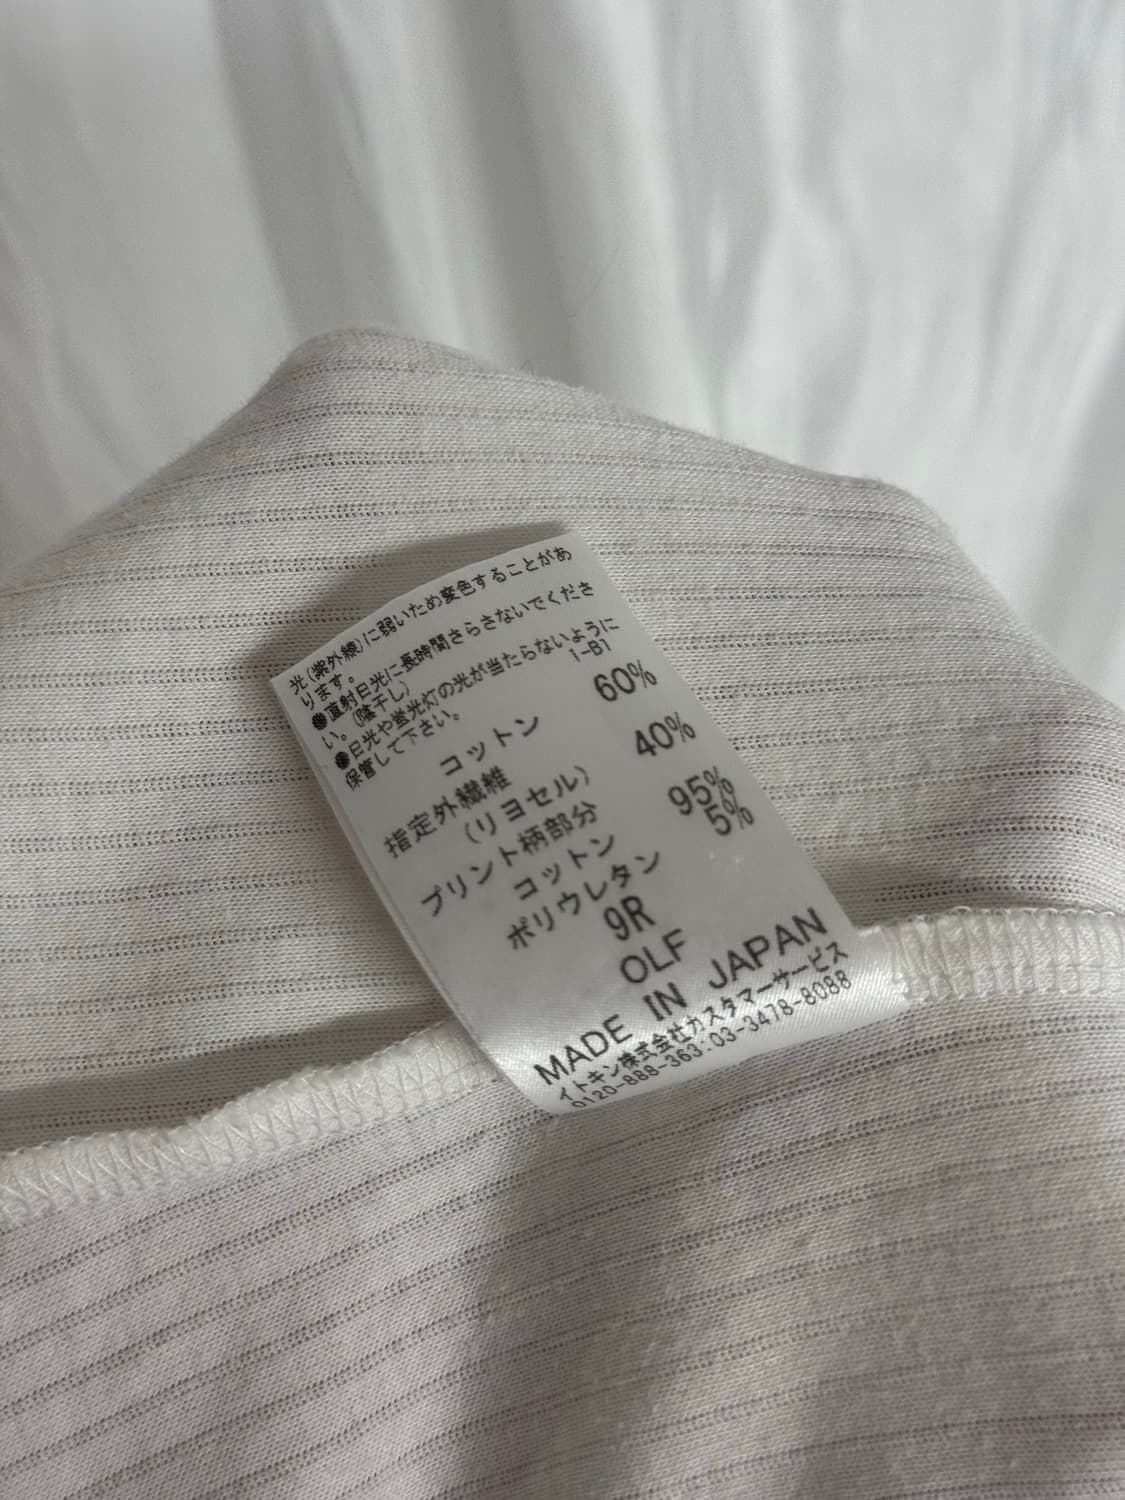 光(紫外線)に弱いため変色することがあ
ります。
●直射日光に長時間さらさないでくださ
い。(陰干し)
●日光や蛍光灯の光が当たらないように
保管して下さい。
1-B1
コットン 60%
指定外繊維
(リヨセル) 40%
プリント柄部分
コットン 95%
ポリウレタン 5%
9R
OLF
MADE IN JAPAN
イトキン株式会社カスタマーサービス
0120-888-363:03-3478-8088